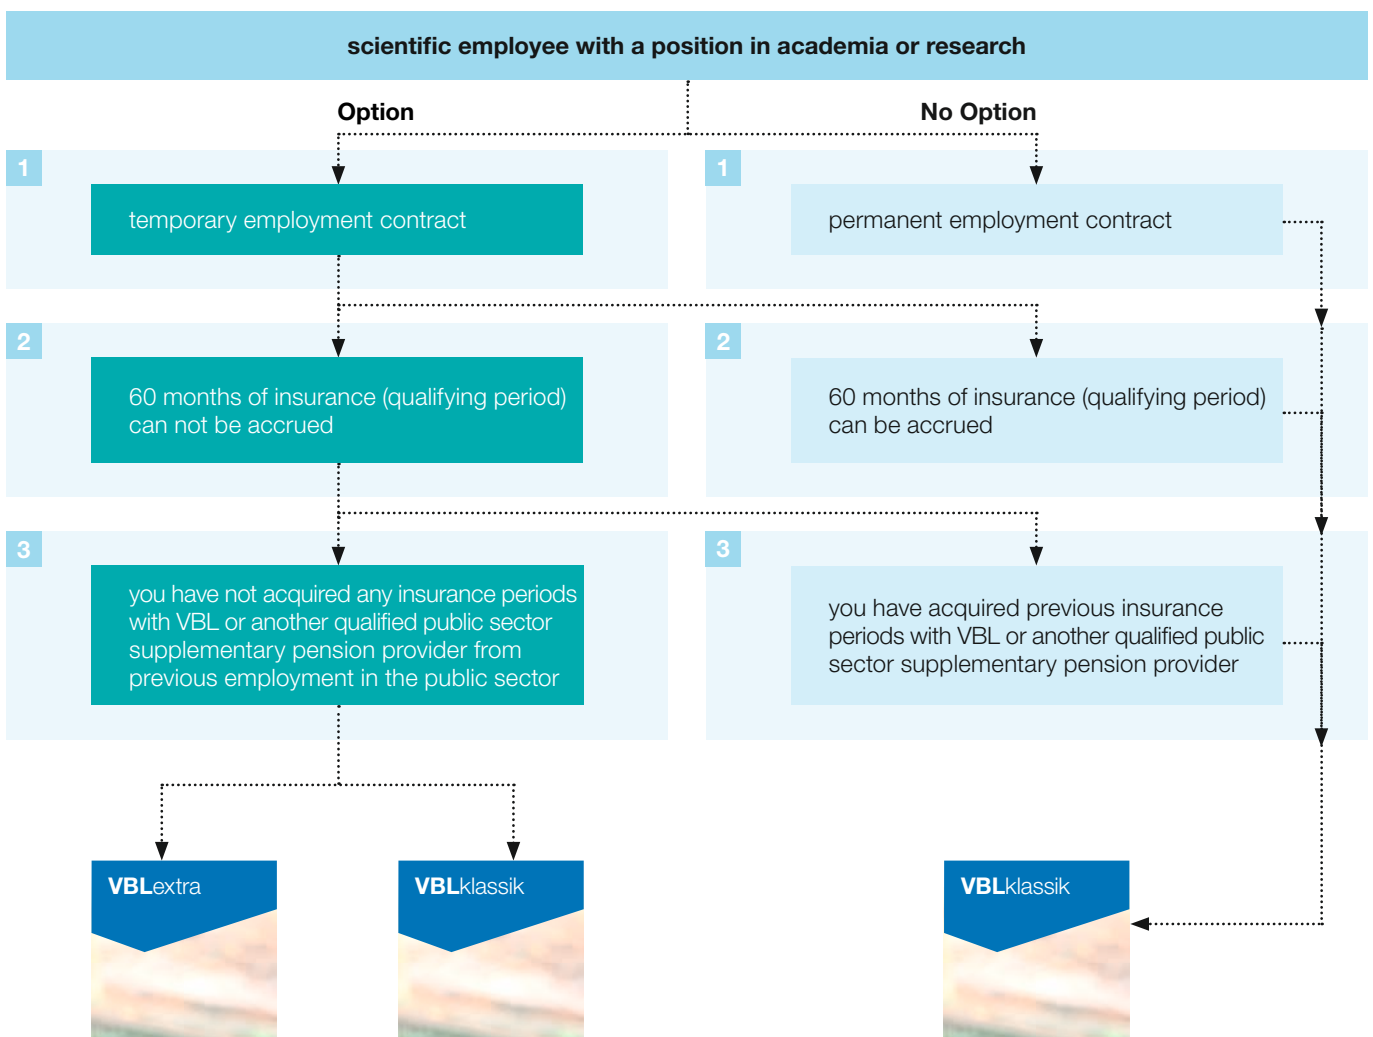 scientific employee with a position in academia or research
Option
No Option
1
temporary employment contract
1
permanent employment contract
2
60 months of insurance (qualifying period)
can not be accrued
2
60 months of insurance (qualifying period)
can be accrued
3
you have not acquired any insurance periods
with VBL or another qualified public sector
supplementary pension provider from
previous employment in the public sector
3
you have acquired previous insurance
periods with VBL or another qualified public
sector supplementary pension provider
VBLextra
VBLklassik
VBLklassik